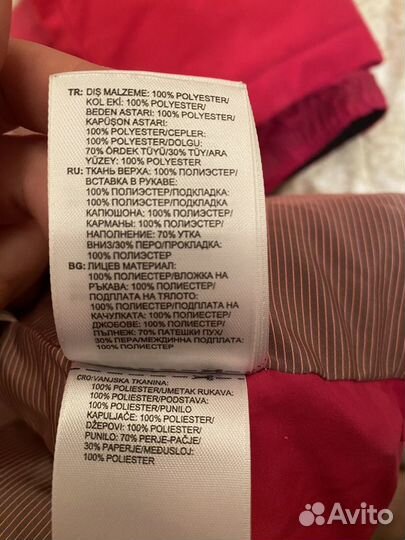 TR: DIŞ MALZEME: 100% POLYESTER/
KOL EKİ: 100% POLYESTER/
BEDEN ASTARI: 100% POLYESTER/
KAPÜŞON ASTARI:
100% POLYESTER/CEPLER:
100% POLYESTER/DOLGU:
70% ÖRDEK TÜYÜ/30% TÜY/ARA
YÜZEY: 100% POLYESTER
RU: ТКАНЬ ВЕРХА: 100% ПОЛИЭСТЕР/
ВСТАВКА В РУКАВЕ:
100% ПОЛИЭСТЕР/ПОДКЛАДКА:
100% ПОЛИЭСТЕР/ПОДКЛАДКА
КАПЮШОНА: 100% ПОЛИЭСТЕР/
КАРМАНЫ: 100% ПОЛИЭСТЕР/
НАПОЛНЕНИЕ: 70% УТКА
ВНИЗ/30% ПЕРО/ПРОКЛАДКА:
100% ПОЛИЭСТЕР
BG: ЛИЦЕВ МАТЕРИАЛ:
100% ПОЛИЕСТЕР/ВЛОЖКА НА
РЪКАВА: 100% ПОЛИЕСТЕР/
ПОДПЛАТА НА ТЯЛОТО:
100% ПОЛИЕСТЕР/ПОДПЛАТА НА
КАЧУЛКАТА: 100% ПОЛИЕСТЕР/
ДЖОБОВЕ: 100% ПОЛИЕСТЕР/
ПЪЛНЕЖ: 70% ПАТЕШКИ ПУХ/
30% ПЕРА/МЕЖДИННА ПОДПЛАТА:
100% ПОЛИЕСТЕР
CRO: VANJSKA TKANINA:
100% POLIESTER/UMETAK RUKAVA:
100% POLIESTER/PODSTAVA:
100% POLIESTER/PUNILO
KAPULJAČE: 100% POLIESTER/
DŽEPOVI: 100% POLIESTER/
PUNILO: 70% PERJE-PAČJE/
30% PAPERJE/MEĐUSLOJ:
100% POLIESTER
Avito